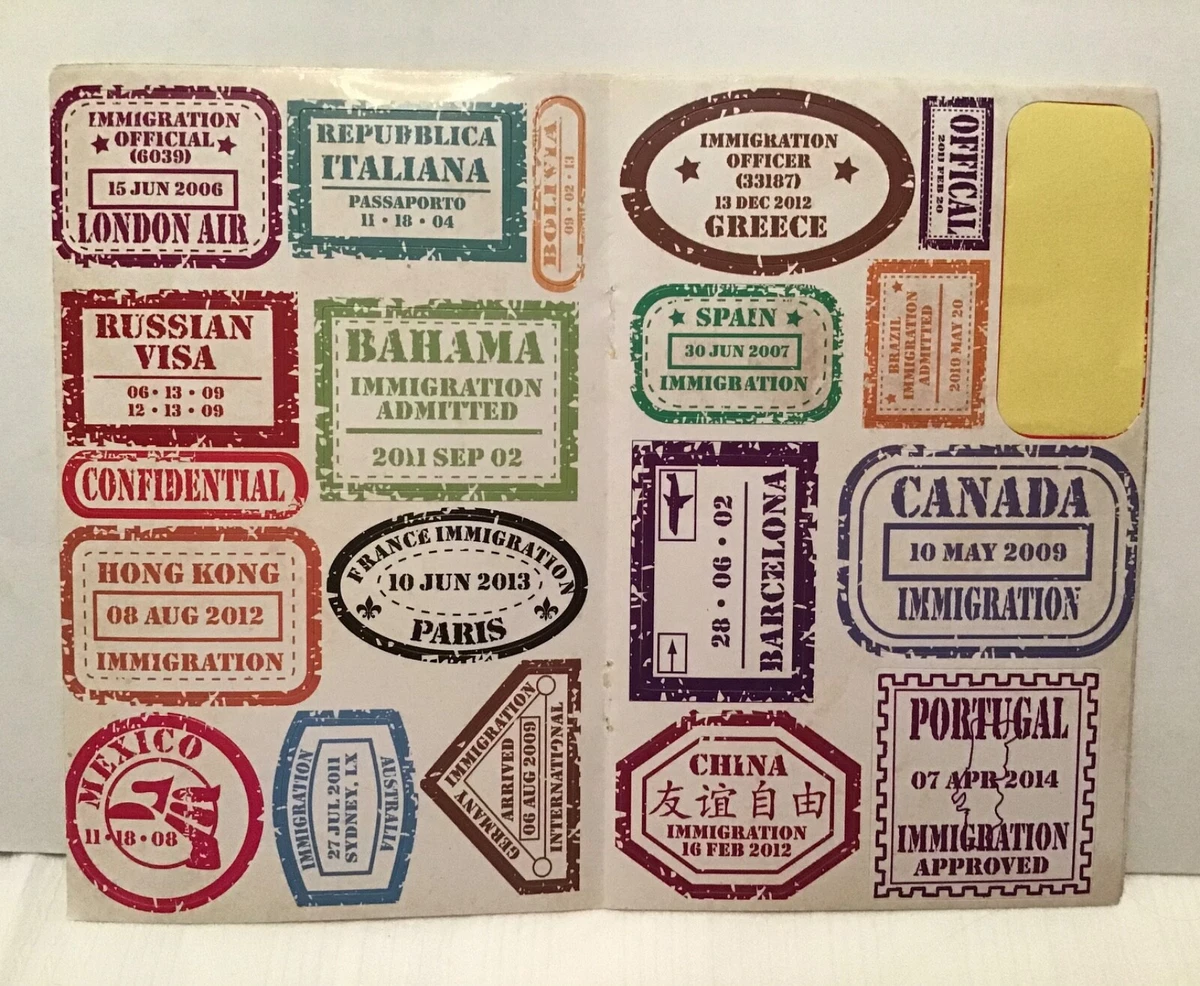 IMMIGRATION
OFFICIAL
(6039)
15 JUN 2006
LONDON AIR
REPUBBLICA
ITALIANA
PASSAPORTO
11 • 18 • 04
BOLIVIA
09 • 02 • 13
RUSSIAN
VISA
06 • 13 • 09
12 • 13 • 09
BAHAMA
IMMIGRATION
ADMITTED
2011 SEP 02
CONFIDENTIAL
HONG KONG
08 AUG 2012
IMMIGRATION
FRANCE IMMIGRATION
10 JUN 2013
PARIS
MEXICO
11 • 18 • 08
IMMIGRATION
27 JUL 2011
SYDNEY, LX
AUSTRALIA
GERMANY IMMIGRATION
ARRIVED
06 AUG 2009
INTERNATIONAL
IMMIGRATION
OFFICER
(33187)
13 DEC 2012
GREECE
OFFICAL
2019 FEB 20
SPAIN
30 JUN 2007
IMMIGRATION
BRAZIL
IMMIGRATION
ADMITTED
2010 MAY 20
28 • 06 • 02
BARCELONA
CANADA
10 MAY 2009
IMMIGRATION
CHINA
友谊自由
IMMIGRATION
16 FEB 2012
PORTUGAL
07 APR 2014
IMMIGRATION
APPROVED